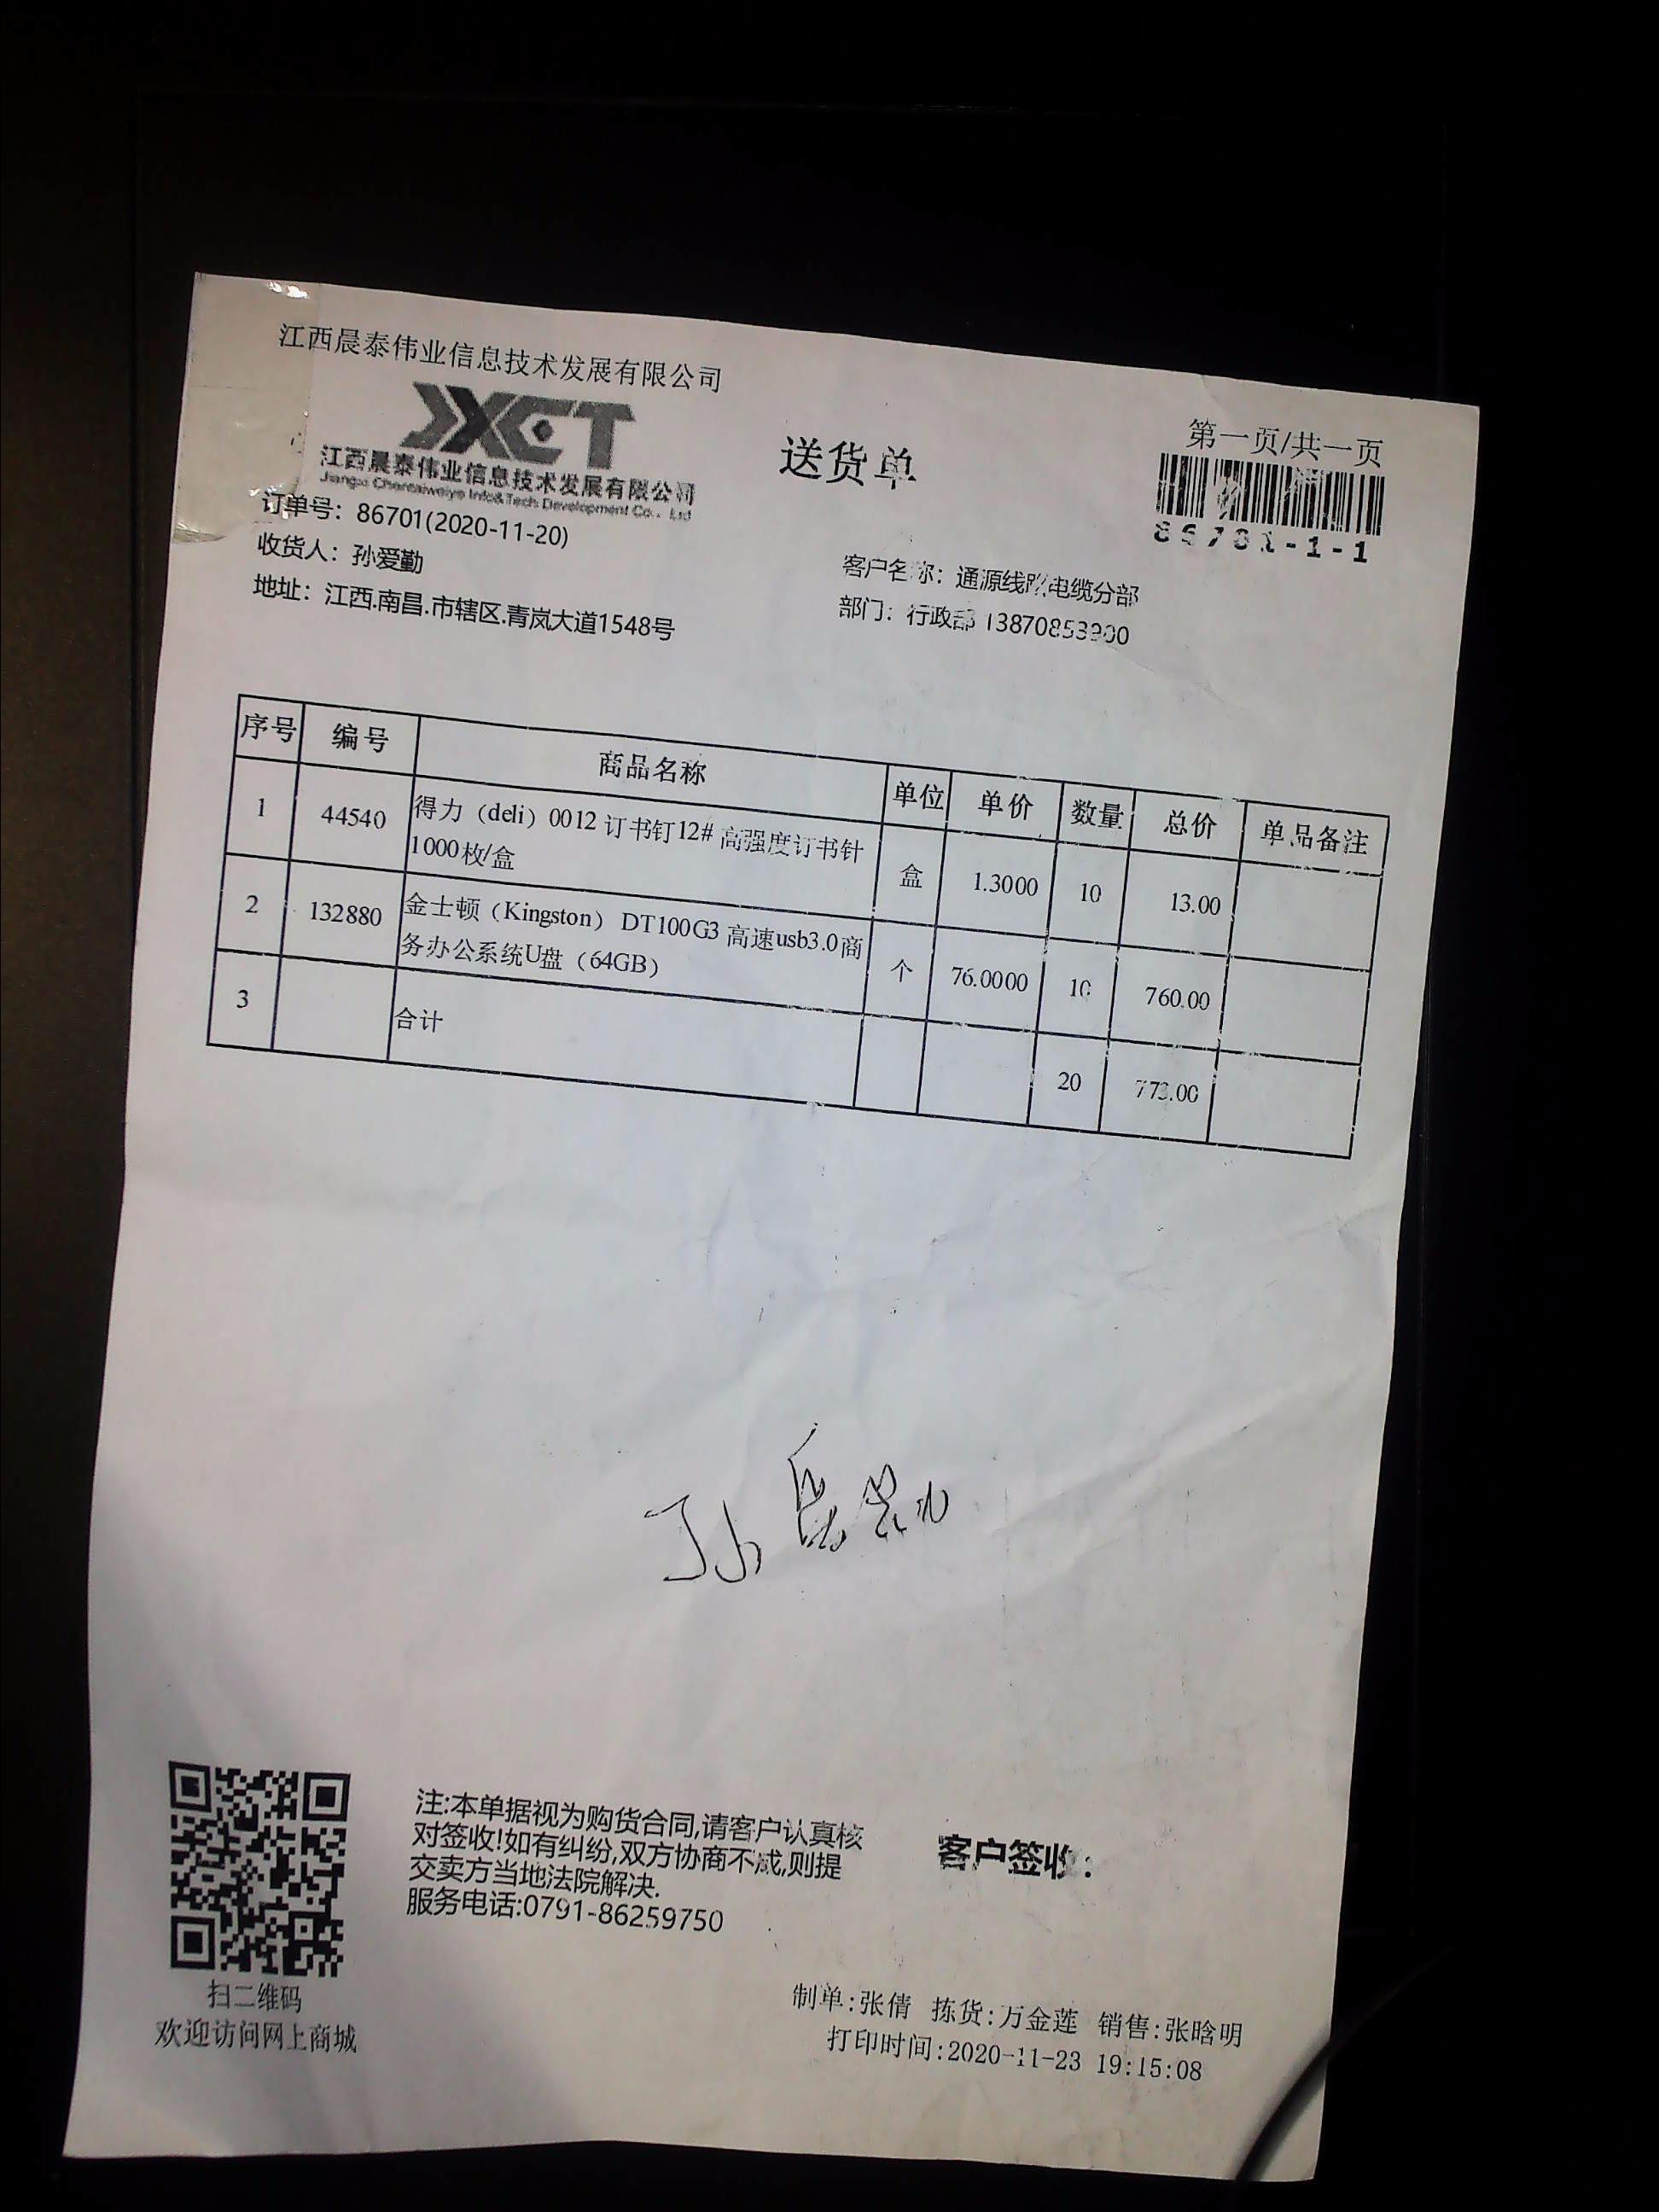 江西晨泰伟业信息技术发展有限公司
JXCT
江西晨泰伟业信息技术发展有限公司
Jiangxi Chentaiweiye Info&Tech Development Co., Ltd
送货单
第一页/共一页
86701-1-1
订单号：86701(2020-11-20)
收货人：孙爱勤
地址：江西.南昌.市辖区.青岚大道1548号
客户名称：通源线路电缆分部
部门：行政部
序号 编号 商品名称 单位 单价 数量 总价 单品备注
1 44540 得力（deli）0012 订书钉12# 高强度订书针 1000枚/盒 盒 1.3000 10 13.00
2 132880 金士顿（Kingston） DT100G3 高速usb3.0商务办公系统U盘（64GB） 个 76.0000 10 760.00
3 合计 20 773.00
注:本单据视为购货合同,请客户认真核
对签收!如有纠纷,双方协商不成,则提
交卖方当地法院解决.
服务电话:0791-86259750
客户签收:
扫二维码
欢迎访问网上商城
制单:张倩 拣货:万金莲 销售:张晗明
打印时间:2020-11-23 19:15:08